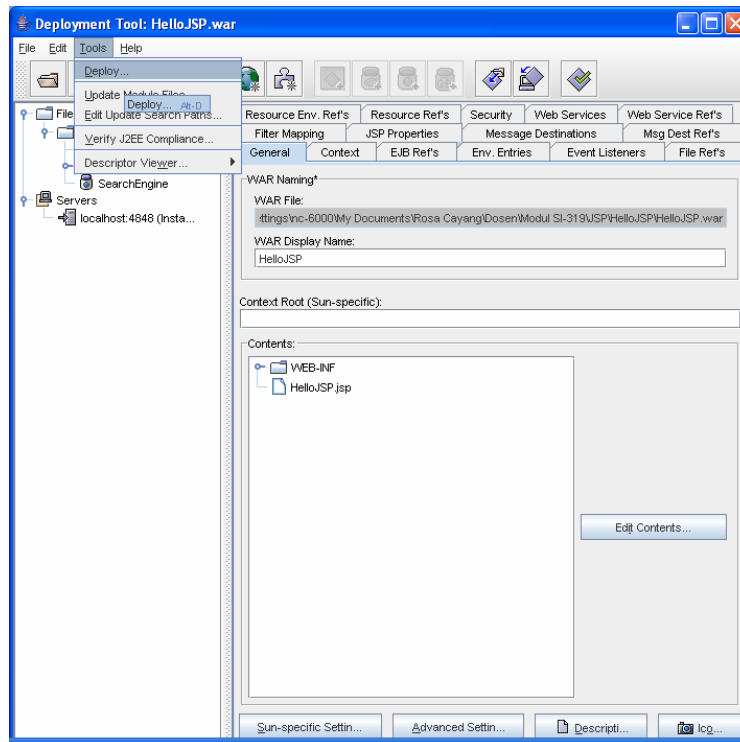 Deployment Tool: HelloJSP.war
File Edit Tools Help
Deploy...
Update Module Files
Deploy... Alt-D
Edit Update Search Paths...
Verify J2EE Compliance...
Descriptor Viewer...
File
SearchEngine
Servers
localhost:4848 (Insta...
Resource Env. Ref's Resource Ref's Security Web Services Web Service Ref's
Filter Mapping JSP Properties Message Destinations Msg Dest Ref's
General Context EJB Ref's Env. Entries Event Listeners File Ref's
WAR Naming*
WAR File:
ttings\nc-6000\My Documents\Rosa Cayang\Dosen\Modul SI-319\JSP\HelloJSP\HelloJSP.war
WAR Display Name:
HelloJSP
Context Root (Sun-specific):
Contents:
WEB-INF
HelloJSP.jsp
Edit Contents...
Sun-specific Settin... Advanced Settin... Descripti... Ico...